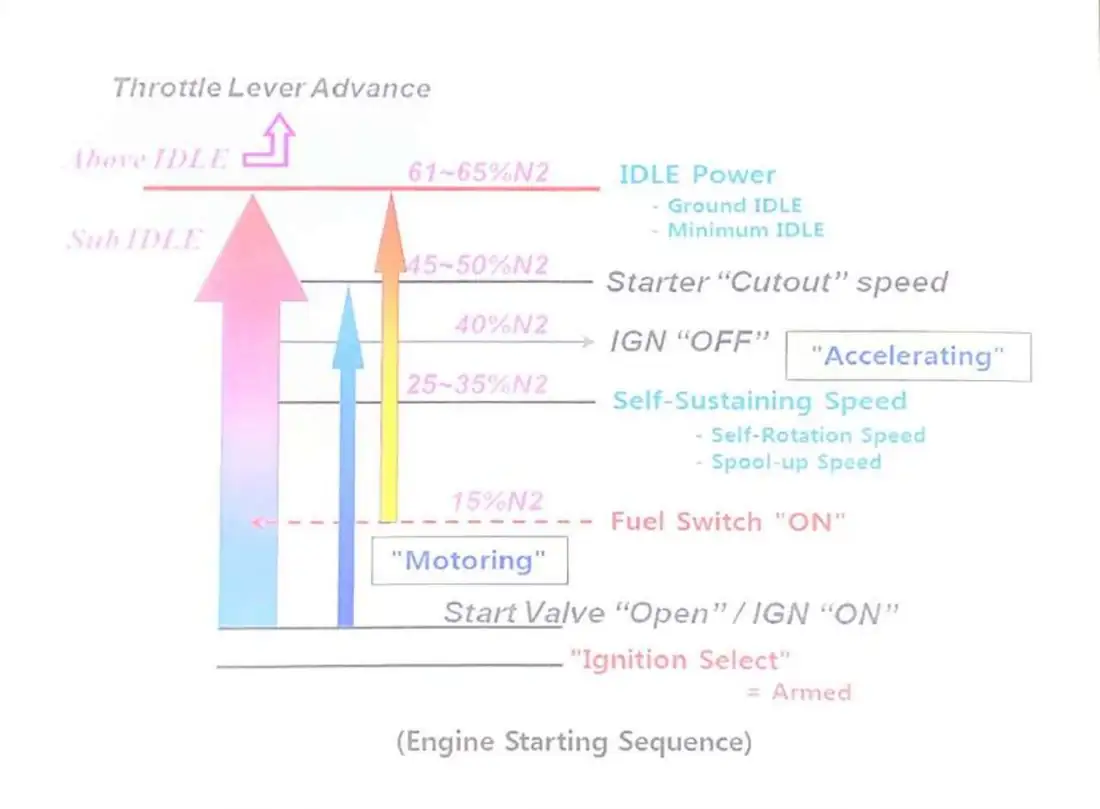 Throttle Lever Advance
Above IDLE
61~65%N2
IDLE Power
- Ground IDLE
- Minimum IDLE
Sub IDLE
45~50%N2
Starter “Cutout” speed
40%N2
IGN “OFF”
"Accelerating"
25~35%N2
Self-Sustaining Speed
- Self-Rotation Speed
- Spool-up Speed
15%N2
Fuel Switch "ON"
"Motoring"
Start Valve “Open” / IGN “ON”
"Ignition Select"
= Armed
(Engine Starting Sequence)